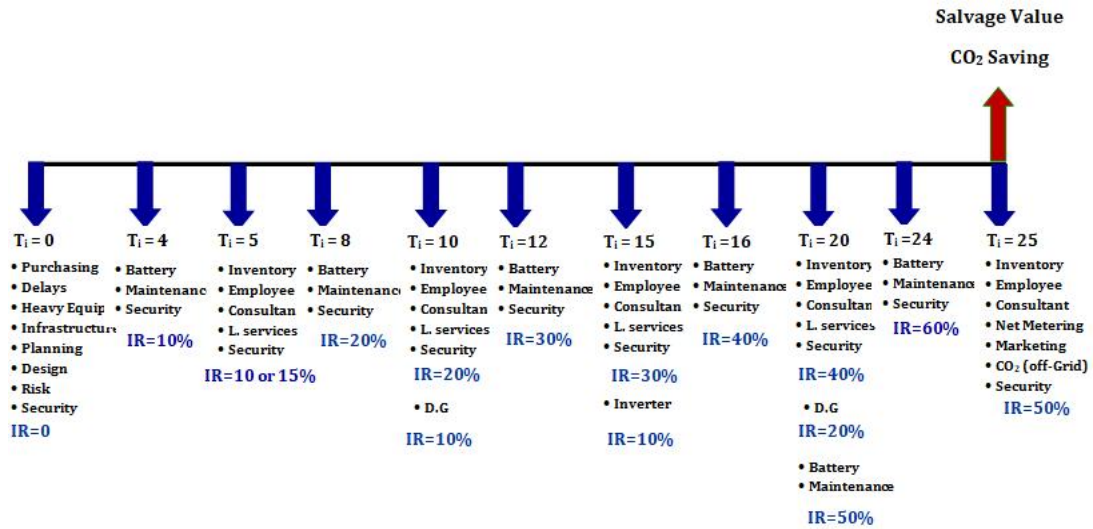 Salvage Value
CO₂ Saving
Tᵢ = 0
• Purchasing
• Delays
• Heavy Equip
• Infrastructure
• Planning
• Design
• Risk
• Security
IR=0
Tᵢ = 4
• Battery
• Maintenance
• Security
IR=10%
Tᵢ = 5
• Inventory
• Employee
• Consultan
• L. services
• Security
IR=10 or 15%
Tᵢ = 8
• Battery
• Maintenance
• Security
IR=20%
Tᵢ = 10
• Inventory
• Employee
• Consultan
• L. services
• Security
IR=20%
• D.G
IR=10%
Tᵢ =12
• Battery
• Maintenance
• Security
IR=30%
Tᵢ = 15
• Inventory
• Employee
• Consultan
• L. services
• Security
IR=30%
• Inverter
IR=10%
Tᵢ = 16
• Battery
• Maintenance
• Security
IR=40%
Tᵢ = 20
• Inventory
• Employee
• Consultan
• L. services
• Security
IR=40%
• D.G
IR=20%
• Battery
• Maintenance
IR=50%
Tᵢ =24
• Battery
• Maintenance
• Security
IR=60%
Tᵢ = 25
• Inventory
• Employee
• Consultant
• Net Metering
• Marketing
• CO₂ (off-Grid)
• Security
IR=50%